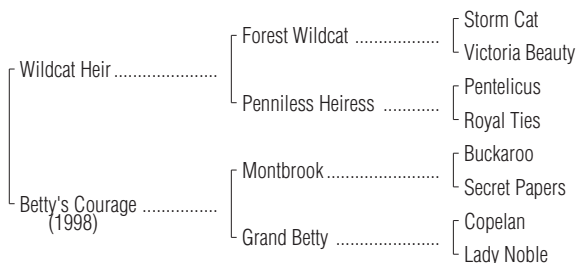 Storm Cat
Forest Wildcat ....................
Victoria Beauty
Wildcat Heir ......................
Pentelicus
Penniless Heiress .............
Royal Ties
Buckaroo
Montbrook ..........................
Secret Papers
Betty's Courage ................
(1998)
Copelan
Grand Betty ........................
Lady Noble